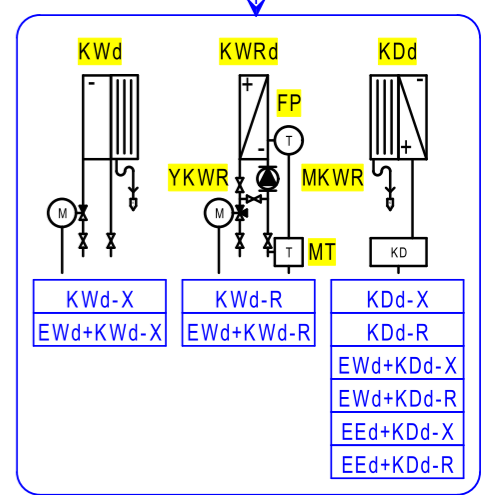 KWd KWRd KDd
- + -
FP
T
- +
YKWR MKWR
M M
MT
T KD
KWd-X KWd-R KDd-X
EWd+KWd-X EWd+KWd-R KDd-R
EWd+KDd-X
EWd+KDd-R
EEd+KDd-X
EEd+KDd-R